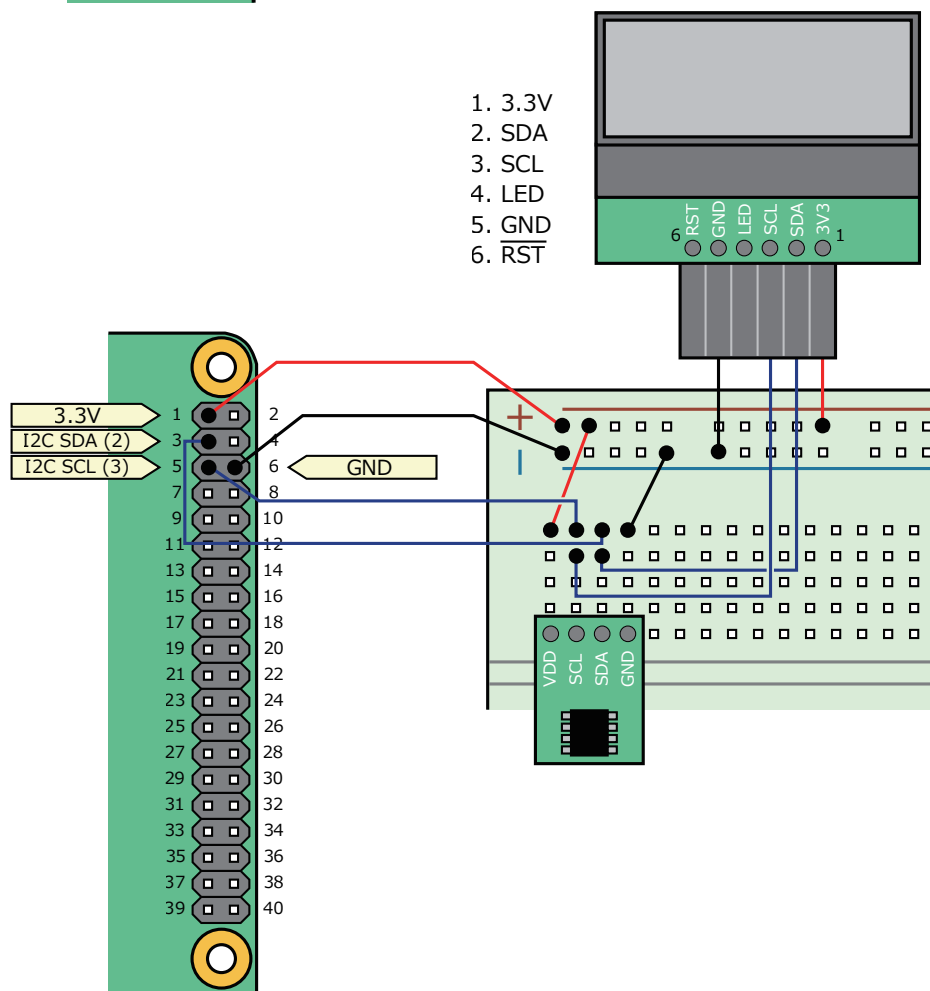 1. 3.3V
2. SDA
3. SCL
4. LED
5. GND
6. RST
6 RST GND LED SCL SDA 3V3 1
3.3V 1 2
I2C SDA (2) 3 4
I2C SCL (3) 5 6 GND
7 8
9 10
11 12
13 14
15 16
17 18
19 20
21 22
23 24
25 26
27 28
29 30
31 32
33 34
35 36
37 38
39 40
+
−
VDD SCL SDA GND